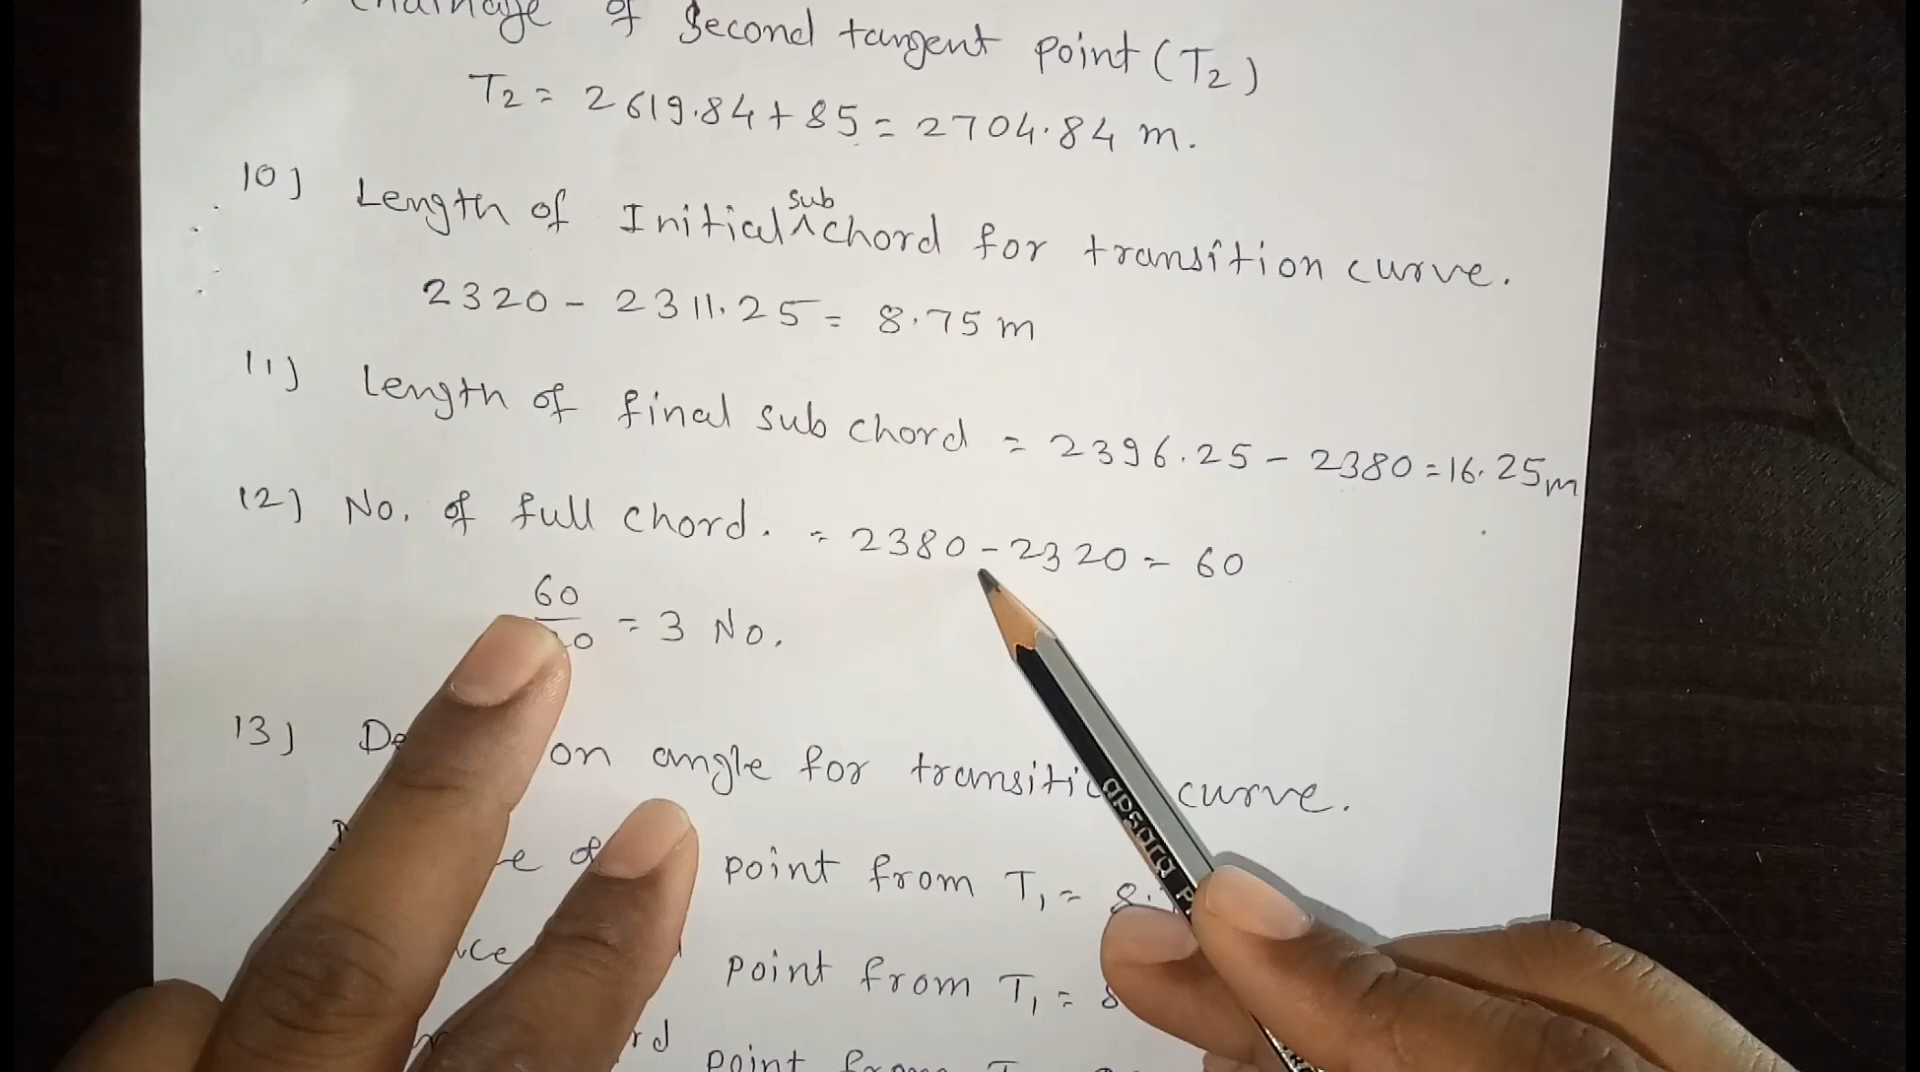 Chainage of Second tangent point (T2)
T2 = 2619.84 + 85 = 2704.84 m.
10) Length of Initial sub chord for transition curve.
2320 - 2311.25 = 8.75 m
11) Length of final sub chord = 2396.25 - 2380 = 16.25m
12) No. of full chord. = 2380 - 2320 = 60
60
= 3 No.
13) on angle for curve.
point from T1 =
point from T1 =
point from
apsara